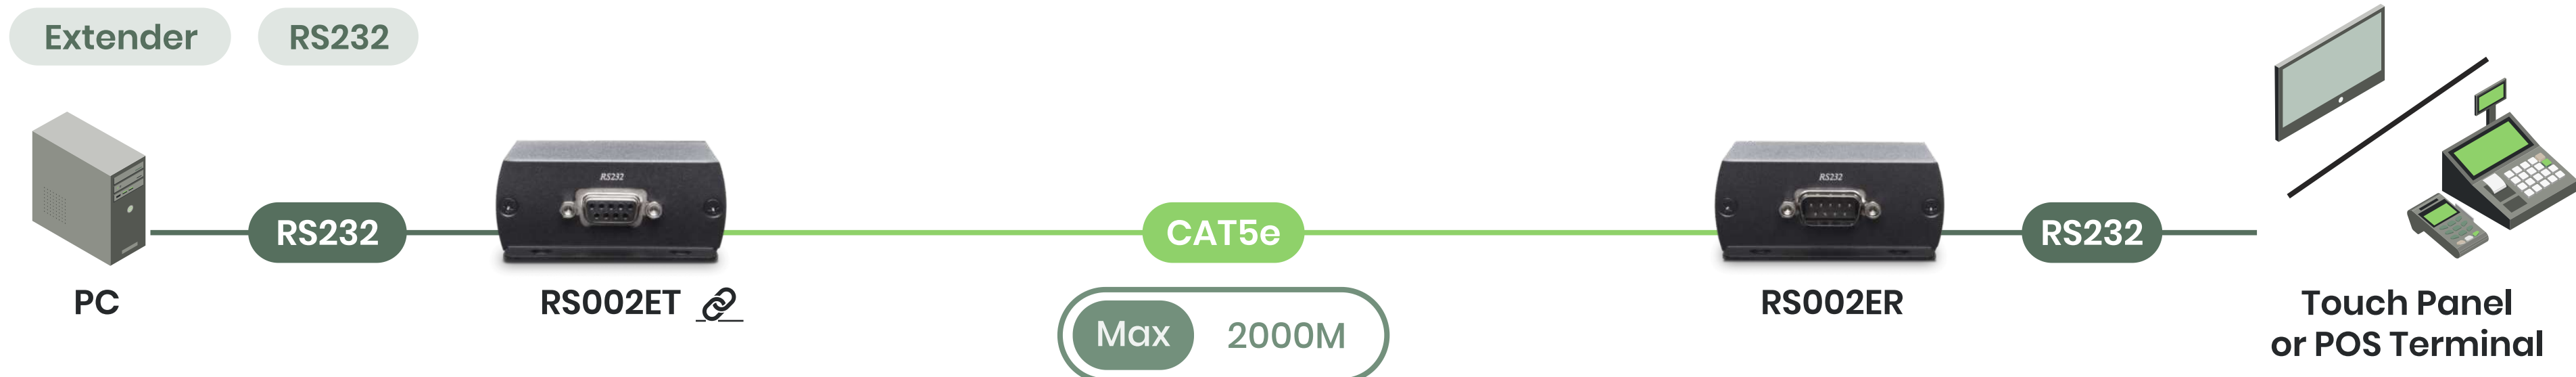 Extender
RS232
RS232
RS232
RS232
CAT5e
RS232
PC
RS002ET
Max 2000M
RS002ER
Touch Panel
or POS Terminal